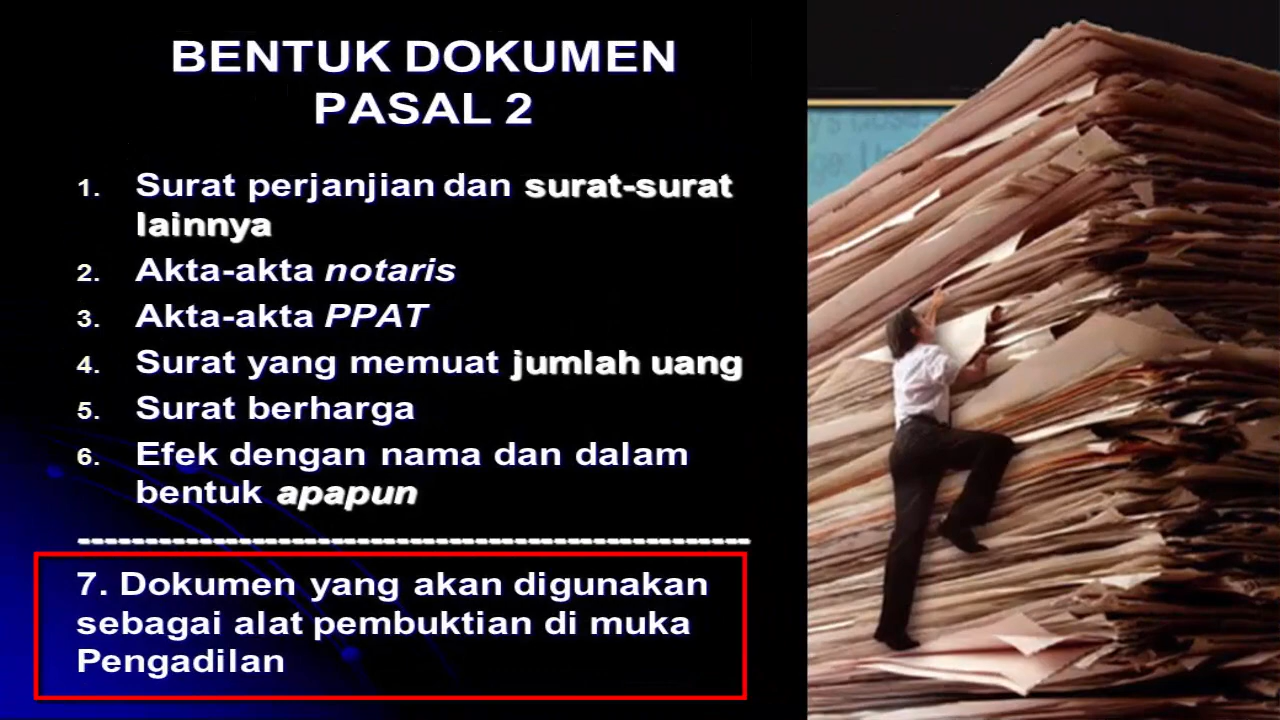 BENTUK DOKUMEN
PASAL 2
1. Surat perjanjian dan surat-surat
lainnya
2. Akta-akta notaris
3. Akta-akta PPAT
4. Surat yang memuat jumlah uang
5. Surat berharga
6. Efek dengan nama dan dalam
bentuk apapun
---------------------------------------------------
7. Dokumen yang akan digunakan
sebagai alat pembuktian di muka
Pengadilan